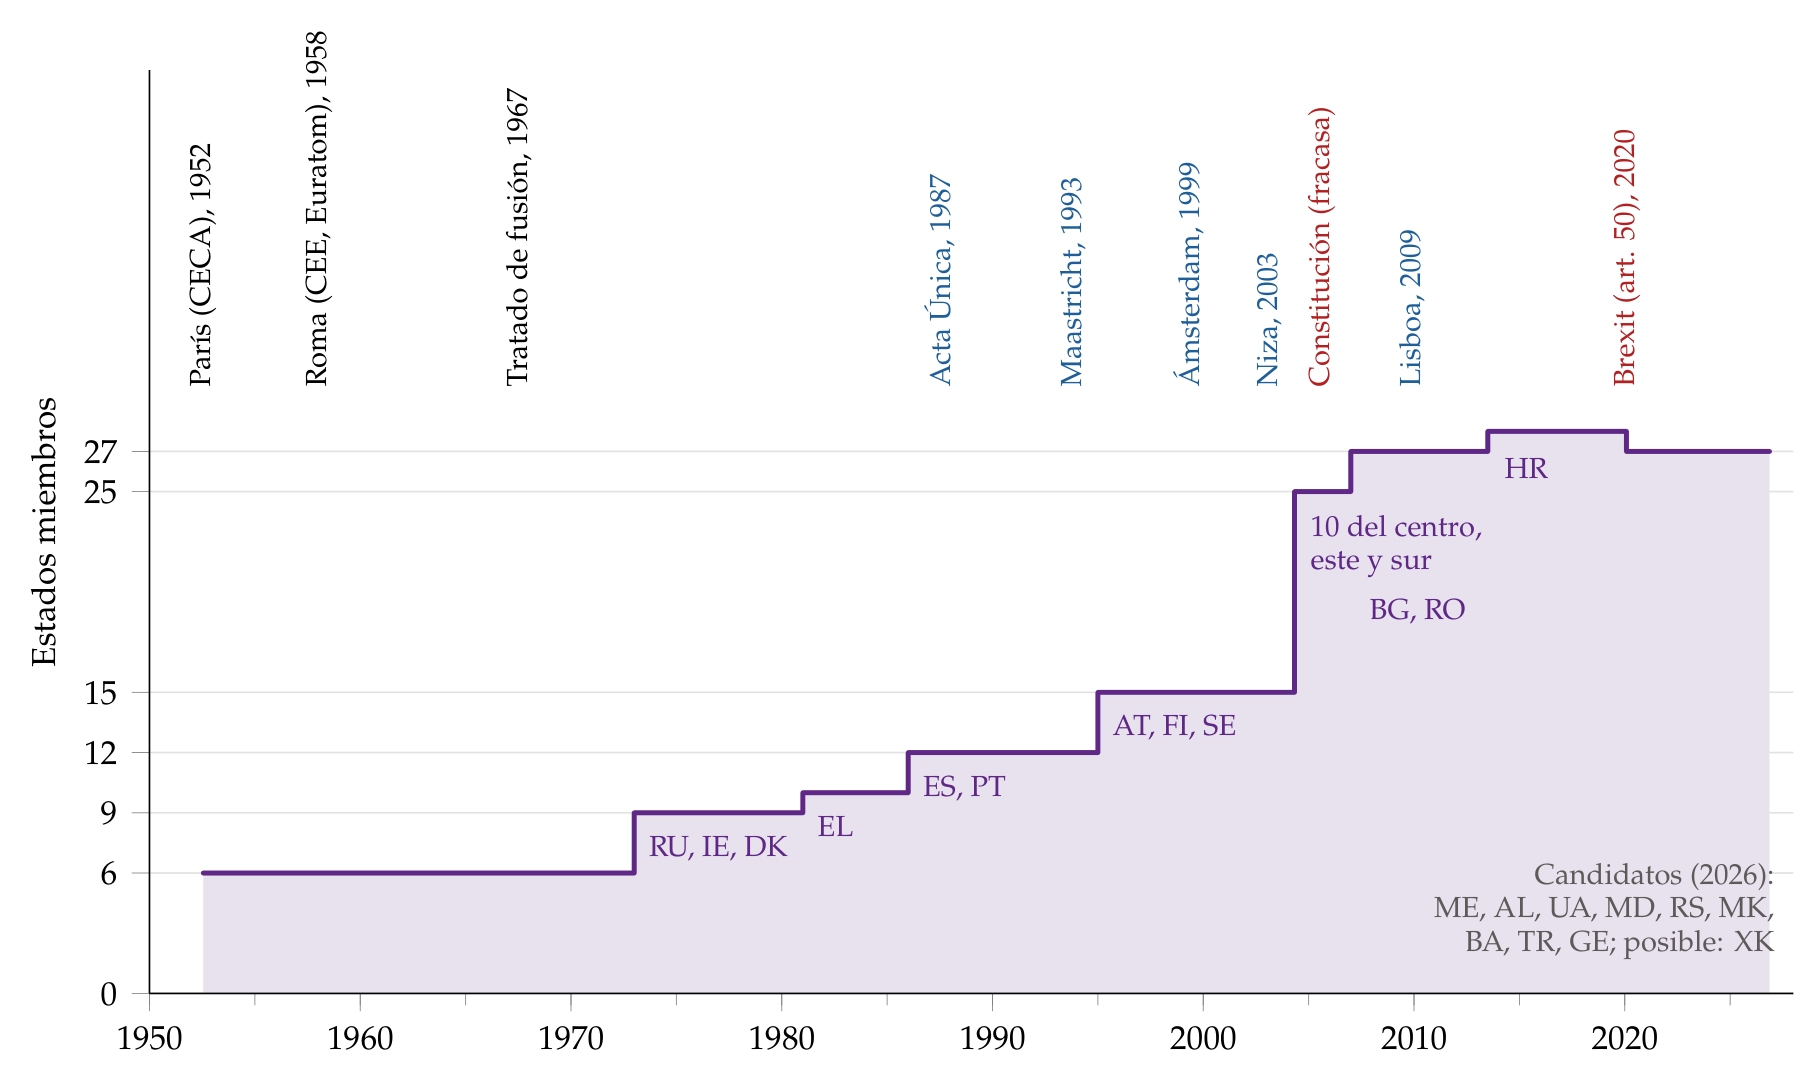 París (CECA), 1952
Roma (CEE, Euratom), 1958
Tratado de fusión, 1967
Acta Única, 1987
Maastricht, 1993
Ámsterdam, 1999
Niza, 2003
Constitución (fracasa)
Lisboa, 2009
Brexit (art. 50), 2020
Estados miembros
27
25
15
12
9
6
0
HR
10 del centro,
este y sur
BG, RO
AT, FI, SE
ES, PT
EL
RU, IE, DK
Candidatos (2026):
ME, AL, UA, MD, RS, MK,
BA, TR, GE; posible: XK
1950
1960
1970
1980
1990
2000
2010
2020